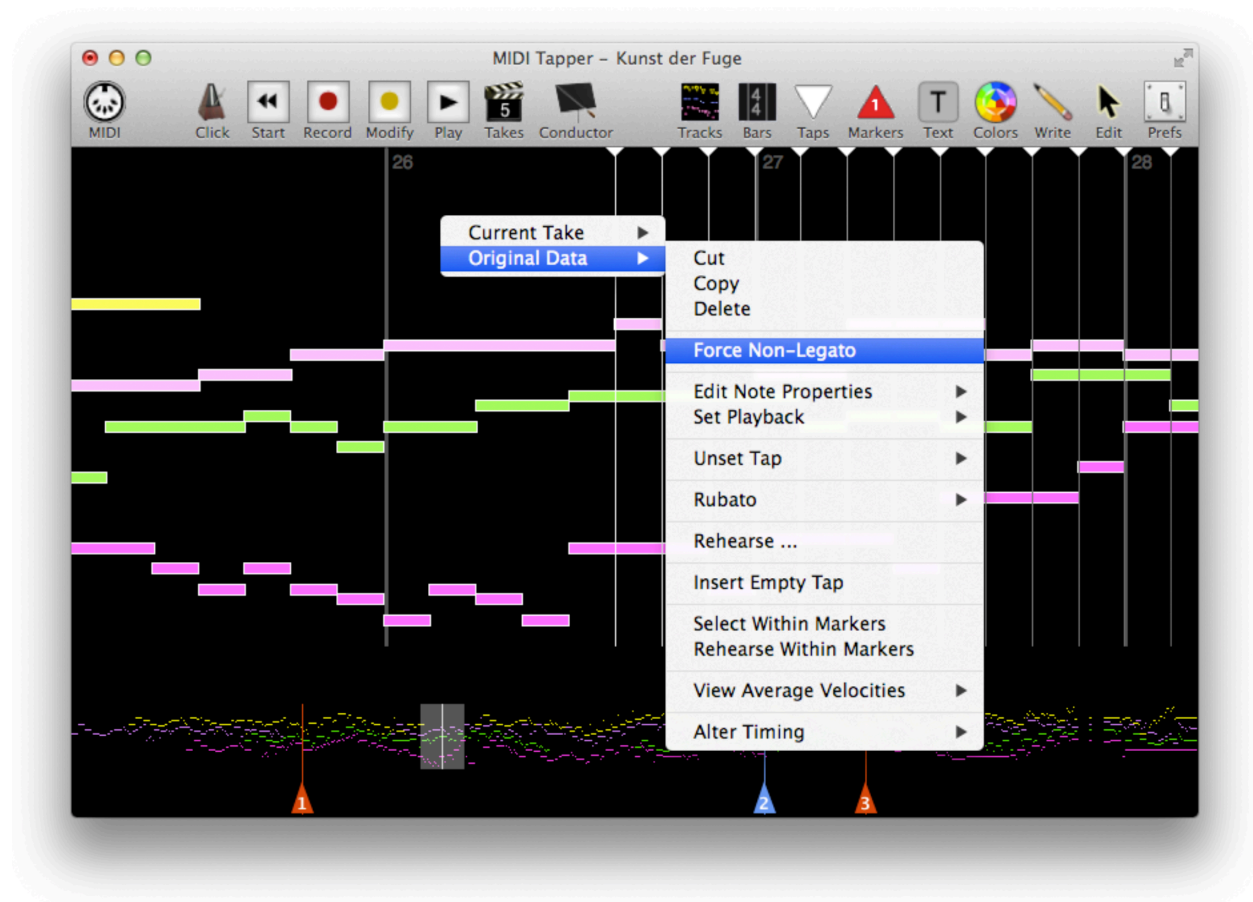 MIDI Tapper – Kunst der Fuge
5
4
4
1
T
MIDI Click Start Record Modify Play Takes Conductor Tracks Bars Taps Markers Text Colors Write Edit Prefs
26 27 28
Current Take
Original Data
Cut
Copy
Delete
Force Non-Legato
Edit Note Properties
Set Playback
Unset Tap
Rubato
Rehearse ...
Insert Empty Tap
Select Within Markers
Rehearse Within Markers
View Average Velocities
Alter Timing
1 2 3